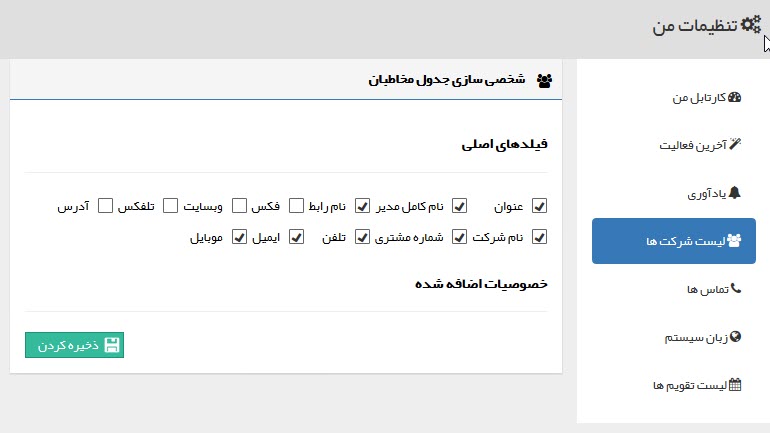 تنظیمات من
کارتابل من
آخرین فعالیت
یادآوری
لیست شرکت ها
تماس ها
زبان سیستم
لیست تقویم ها
شخصی سازی جدول مخاطبان
فیلدهای اصلی
عنوان نام کامل مدیر نام رابط فکس وبسایت تلفکس آدرس
نام شرکت شماره مشتری تلفن ایمیل موبایل
خصوصیات اضافه شده
ذخیره کردن